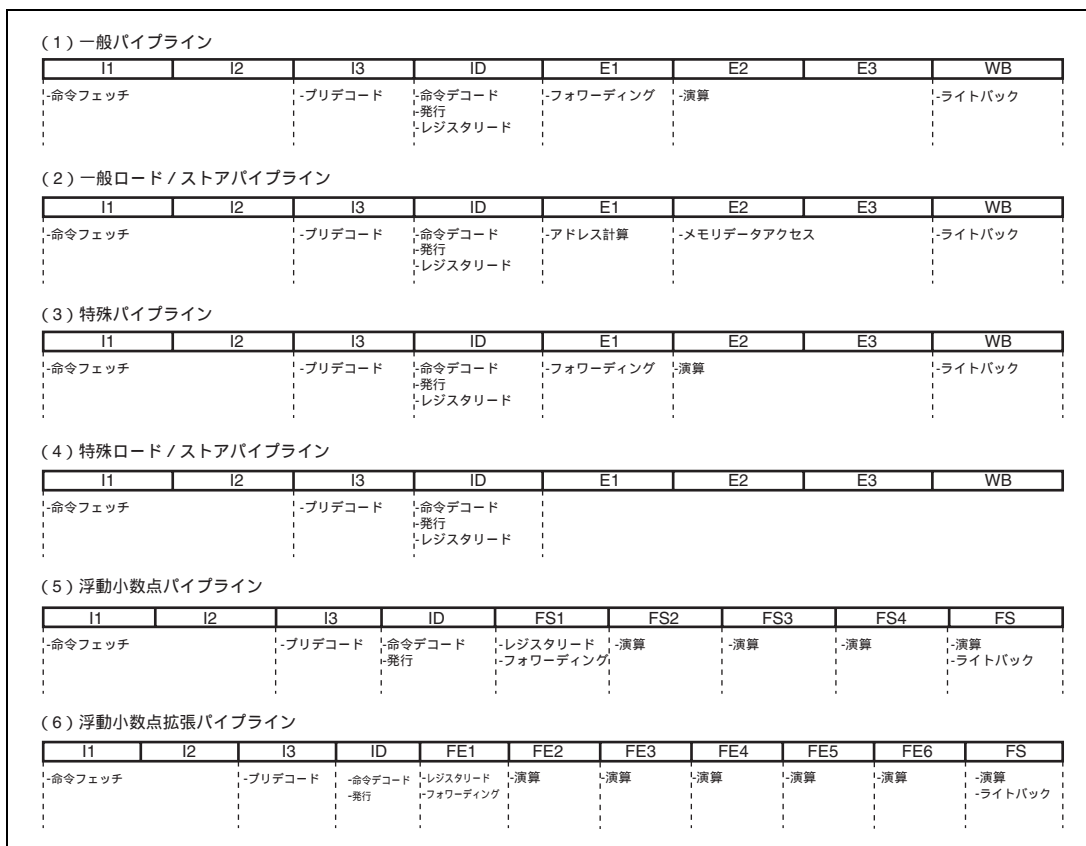 (1)一般パイプライン
I1 I2 I3 ID E1 E2 E3 WB
-命令フェッチ -プリデコード -命令デコード -フォワーディング -演算 -ライトバック
-発行
-レジスタリード
(2)一般ロード/ストアパイプライン
I1 I2 I3 ID E1 E2 E3 WB
-命令フェッチ -プリデコード -命令デコード -アドレス計算 -メモリデータアクセス -ライトバック
-発行
-レジスタリード
(3)特殊パイプライン
I1 I2 I3 ID E1 E2 E3 WB
-命令フェッチ -プリデコード -命令デコード -フォワーディング -演算 -ライトバック
-発行
-レジスタリード
(4)特殊ロード/ストアパイプライン
I1 I2 I3 ID E1 E2 E3 WB
-命令フェッチ -プリデコード -命令デコード
-発行
-レジスタリード
(5)浮動小数点パイプライン
I1 I2 I3 ID FS1 FS2 FS3 FS4 FS
-命令フェッチ -プリデコード -命令デコード -レジスタリード -演算 -演算 -演算 -演算
-発行 -フォワーディング -ライトバック
(6)浮動小数点拡張パイプライン
I1 I2 I3 ID FE1 FE2 FE3 FE4 FE5 FE6 FS
-命令フェッチ -プリデコード -命令デコード -レジスタリード -演算 -演算 -演算 -演算 -演算 -演算
-発行 -フォワーディング -ライトバック